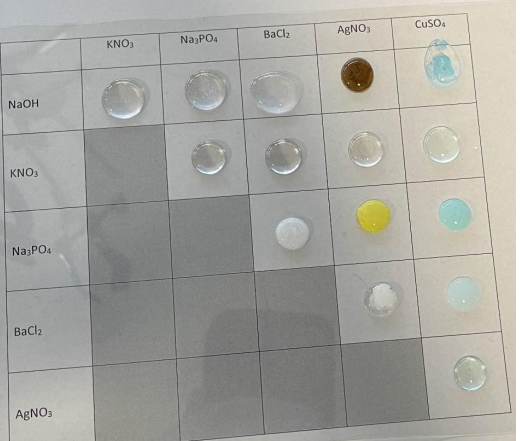 KNO₃ Na₃PO₄ BaCl₂ AgNO₃ CuSO₄
NaOH
KNO₃
Na₃PO₄
BaCl₂
AgNO₃